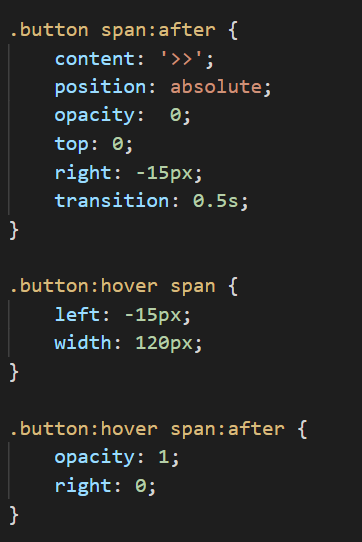 .button span:after {
    content: '>>';
    position: absolute;
    opacity:  0;
    top: 0;
    right: -15px;
    transition: 0.5s;
}

.button:hover span {
    left: -15px;
    width: 120px;
}

.button:hover span:after {
    opacity: 1;
    right: 0;
}